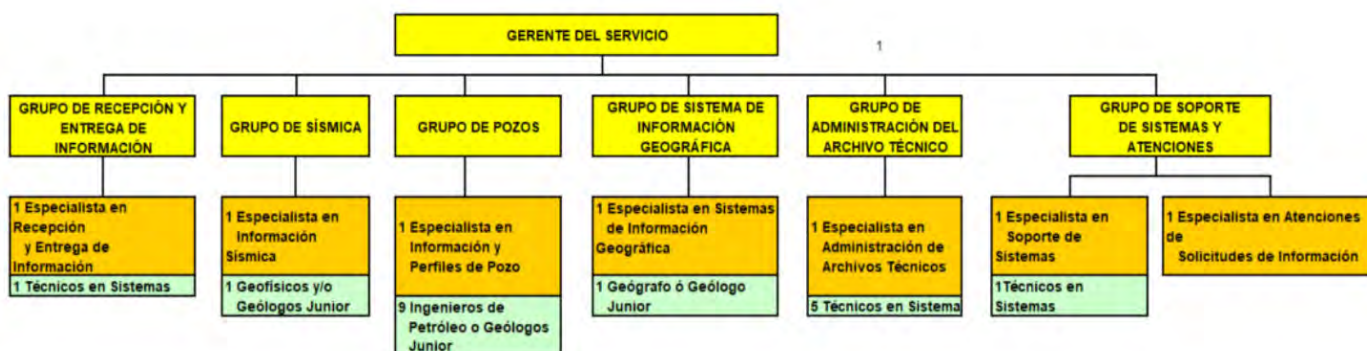 GERENTE DEL SERVICIO
1
GRUPO DE RECEPCIÓN Y
ENTREGA DE
INFORMACIÓN
GRUPO DE SÍSMICA
GRUPO DE POZOS
GRUPO DE SISTEMA DE
INFORMACIÓN
GEOGRÁFICA
GRUPO DE
ADMINISTRACIÓN DEL
ARCHIVO TÉCNICO
GRUPO DE SOPORTE
DE SISTEMAS Y
ATENCIONES
1 Especialista en
Recepción
y Entrega de
Información
1 Técnicos en Sistemas
1 Especialista en
Información
Sísmica
1 Geofísicos y/o
Geólogos Junior
1 Especialista en
Información y
Perfiles de Pozo
9 Ingenieros de
Petróleo o Geólogos
Junior
1 Especialista en Sistemas
de Información
Geográfica
1 Geógrafo ó Geólogo
Junior
1 Especialista en
Administración de
Archivos Técnicos
5 Técnicos en Sistema
1 Especialista en
Soporte de
Sistemas
1Técnicos en
Sistemas
1 Especialista en Atenciones
de
Solicitudes de Información